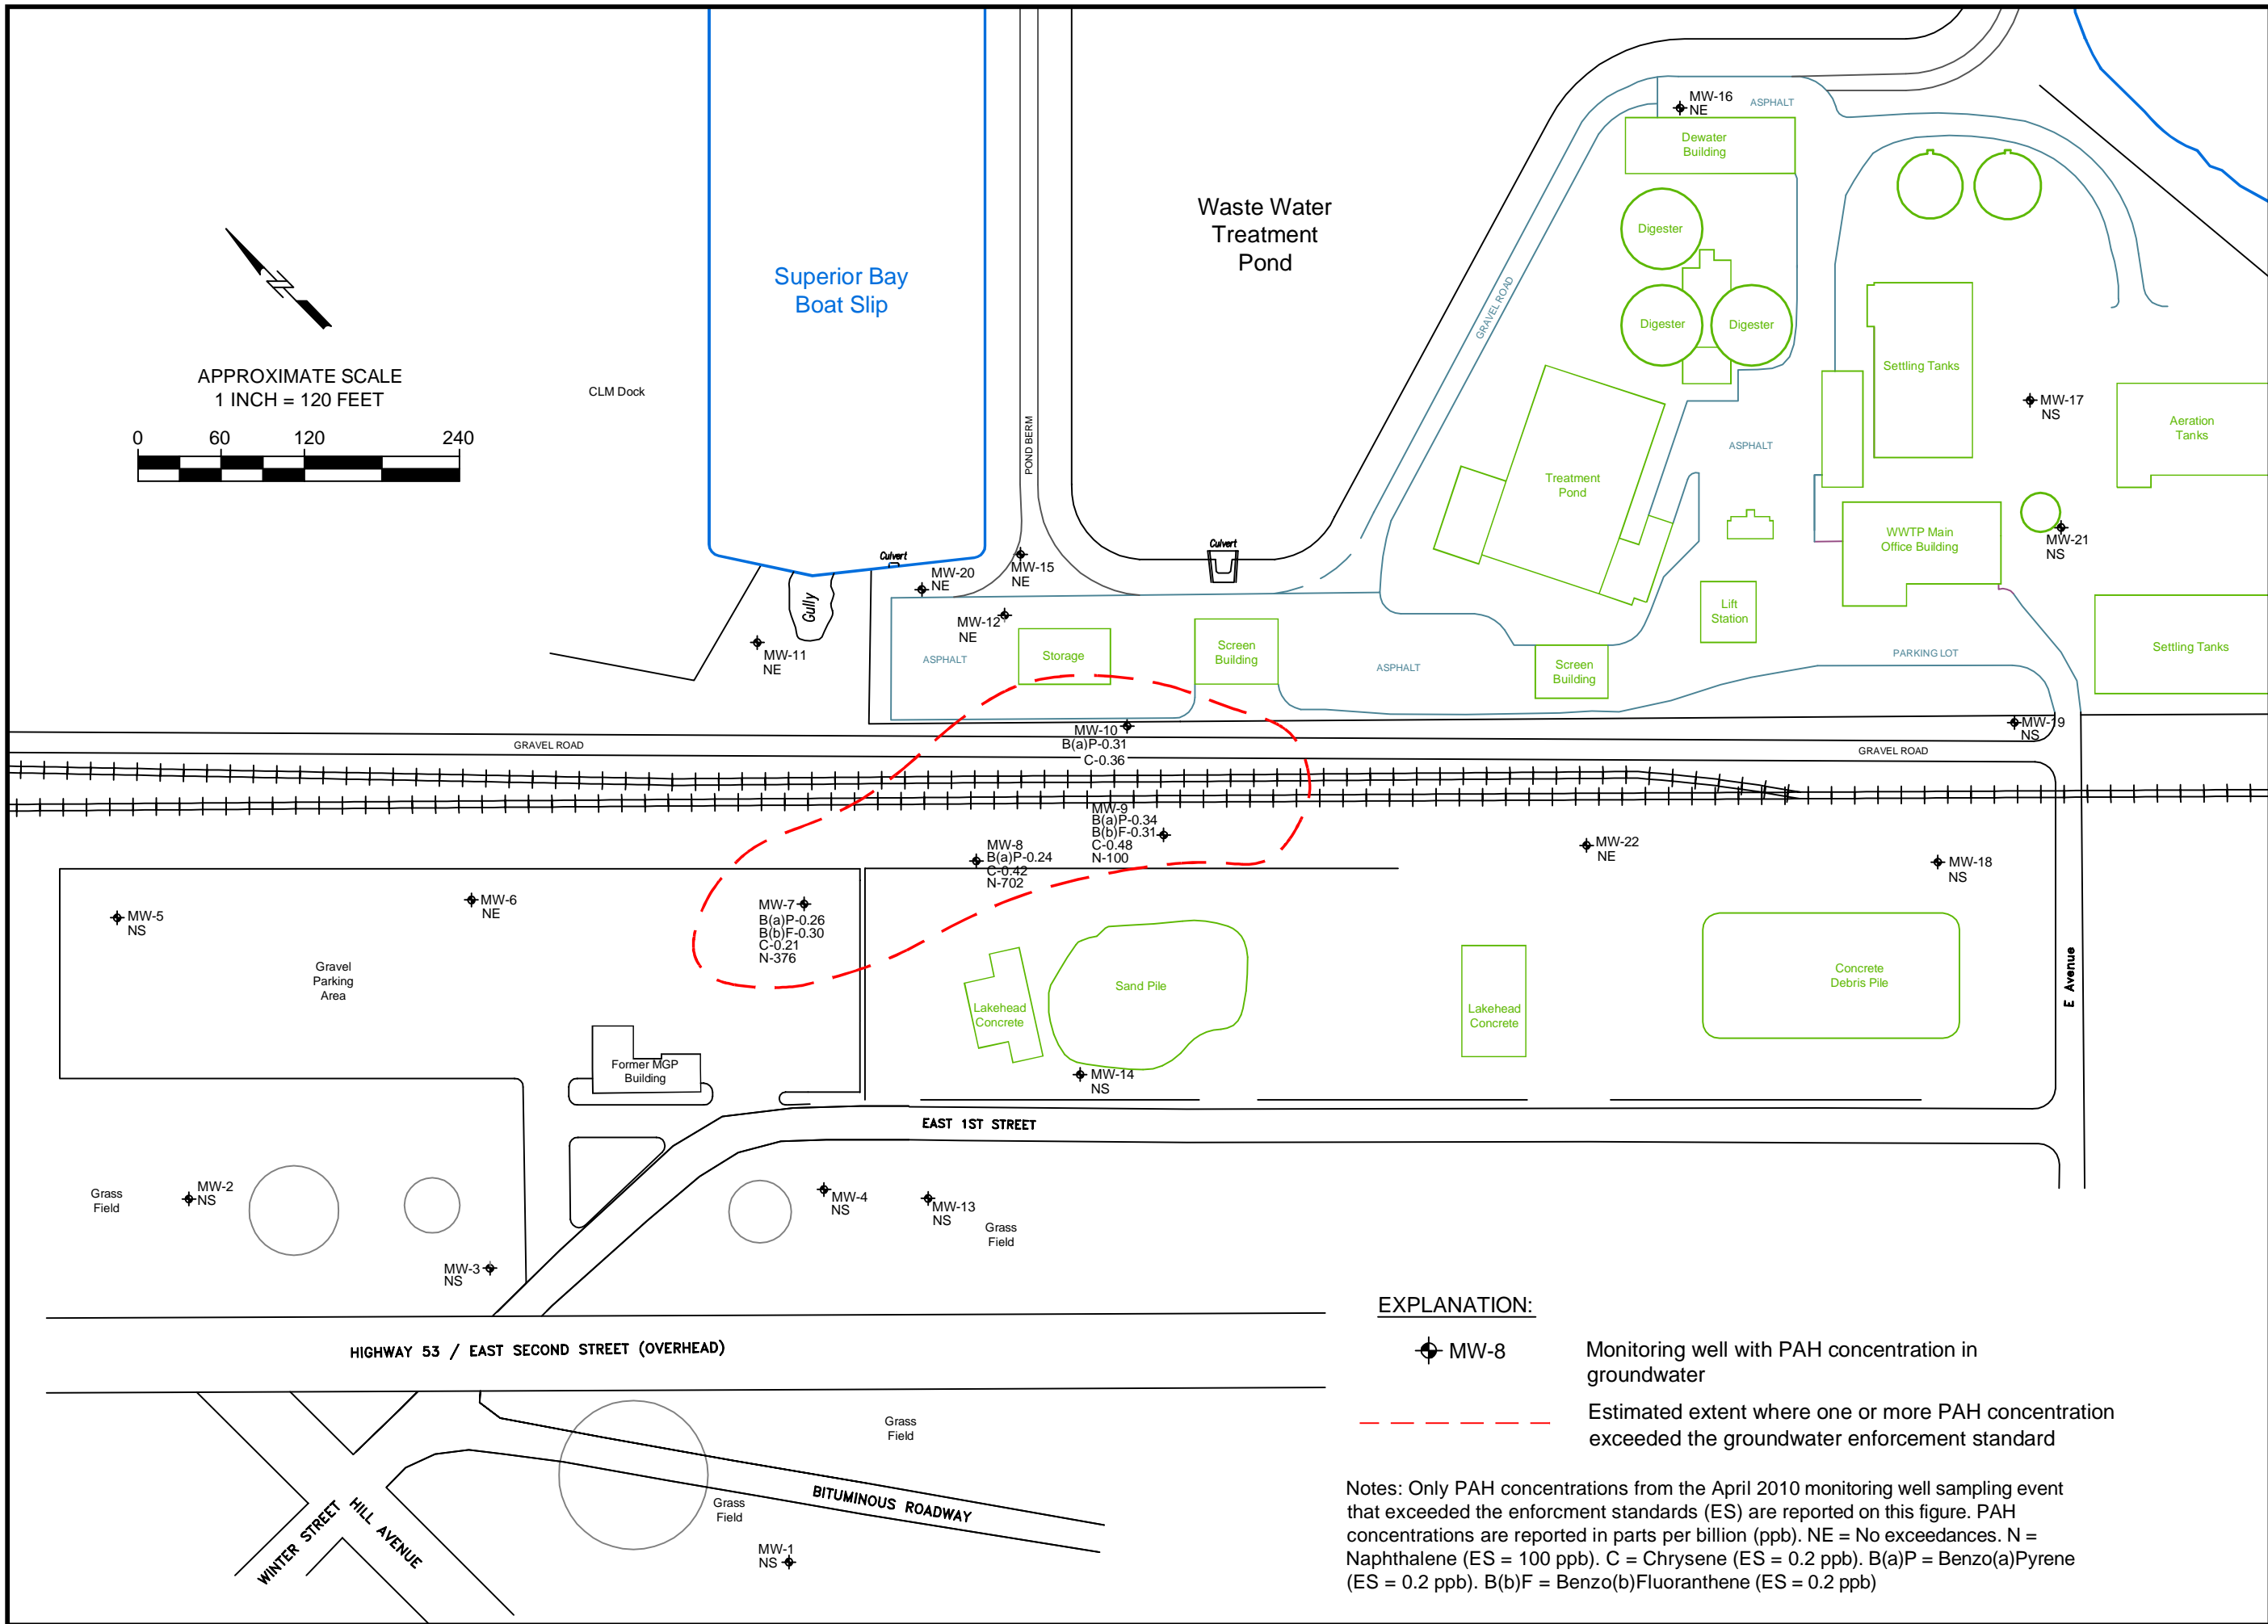 MW-16
NE
ASPHALT
Dewater
Building
Waste Water
Treatment
Pond
Digester
Superior Bay
Boat Slip
GRAVEL ROAD
Digester
Digester
APPROXIMATE SCALE
1 INCH = 120 FEET
CLM Dock
Settling Tanks
MW-17
NS
Aeration
Tanks
0
60
120
240
POND BERM
ASPHALT
Treatment
Pond
WWTP Main
Office Building
MW-21
NS
Culvert
Culvert
MW-20
NE
MW-15
NE
Gully
Lift
Station
MW-12
NE
MW-11
NE
ASPHALT
Storage
Screen
Building
ASPHALT
Screen
Building
PARKING LOT
Settling Tanks
MW-10
B(a)P-0.31
C-0.36
MW-19
NS
GRAVEL ROAD
GRAVEL ROAD
MW-9
B(a)P-0.34
B(b)F-0.31
C-0.48
N-100
MW-8
B(a)P-0.24
C-0.42
N-702
MW-22
NE
MW-18
NS
MW-5
NS
MW-6
NE
MW-7
B(a)P-0.26
B(b)F-0.30
C-0.21
N-376
Gravel
Parking
Area
Sand Pile
Lakehead
Concrete
Lakehead
Concrete
Concrete
Debris Pile
E Avenue
Former MGP
Building
MW-14
NS
EAST 1ST STREET
Grass
Field
MW-2
NS
MW-4
NS
MW-13
NS
Grass
Field
MW-3
NS
HIGHWAY 53 / EAST SECOND STREET (OVERHEAD)
Grass
Field
BITUMINOUS ROADWAY
Grass
Field
WINTER STREET
HILL AVENUE
MW-1
NS
EXPLANATION:
MW-8
Monitoring well with PAH concentration in
groundwater
Estimated extent where one or more PAH concentration
exceeded the groundwater enforcement standard
Notes: Only PAH concentrations from the April 2010 monitoring well sampling event
that exceeded the enforcment standards (ES) are reported on this figure. PAH
concentrations are reported in parts per billion (ppb). NE = No exceedances. N =
Naphthalene (ES = 100 ppb). C = Chrysene (ES = 0.2 ppb). B(a)P = Benzo(a)Pyrene
(ES = 0.2 ppb). B(b)F = Benzo(b)Fluoranthene (ES = 0.2 ppb)